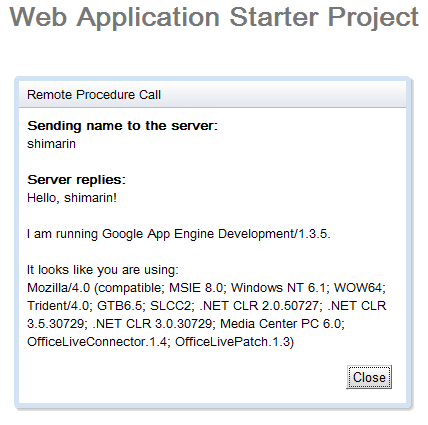 Web Application Starter Project
Remote Procedure Call
Sending name to the server:
shimarin
Server replies:
Hello, shimarin!
I am running Google App Engine Development/1.3.5.
It looks like you are using:
Mozilla/4.0 (compatible; MSIE 8.0; Windows NT 6.1; WOW64;
Trident/4.0; GTB6.5; SLCC2; .NET CLR 2.0.50727; .NET CLR
3.5.30729; .NET CLR 3.0.30729; Media Center PC 6.0;
OfficeLiveConnector.1.4; OfficeLivePatch.1.3)
Close